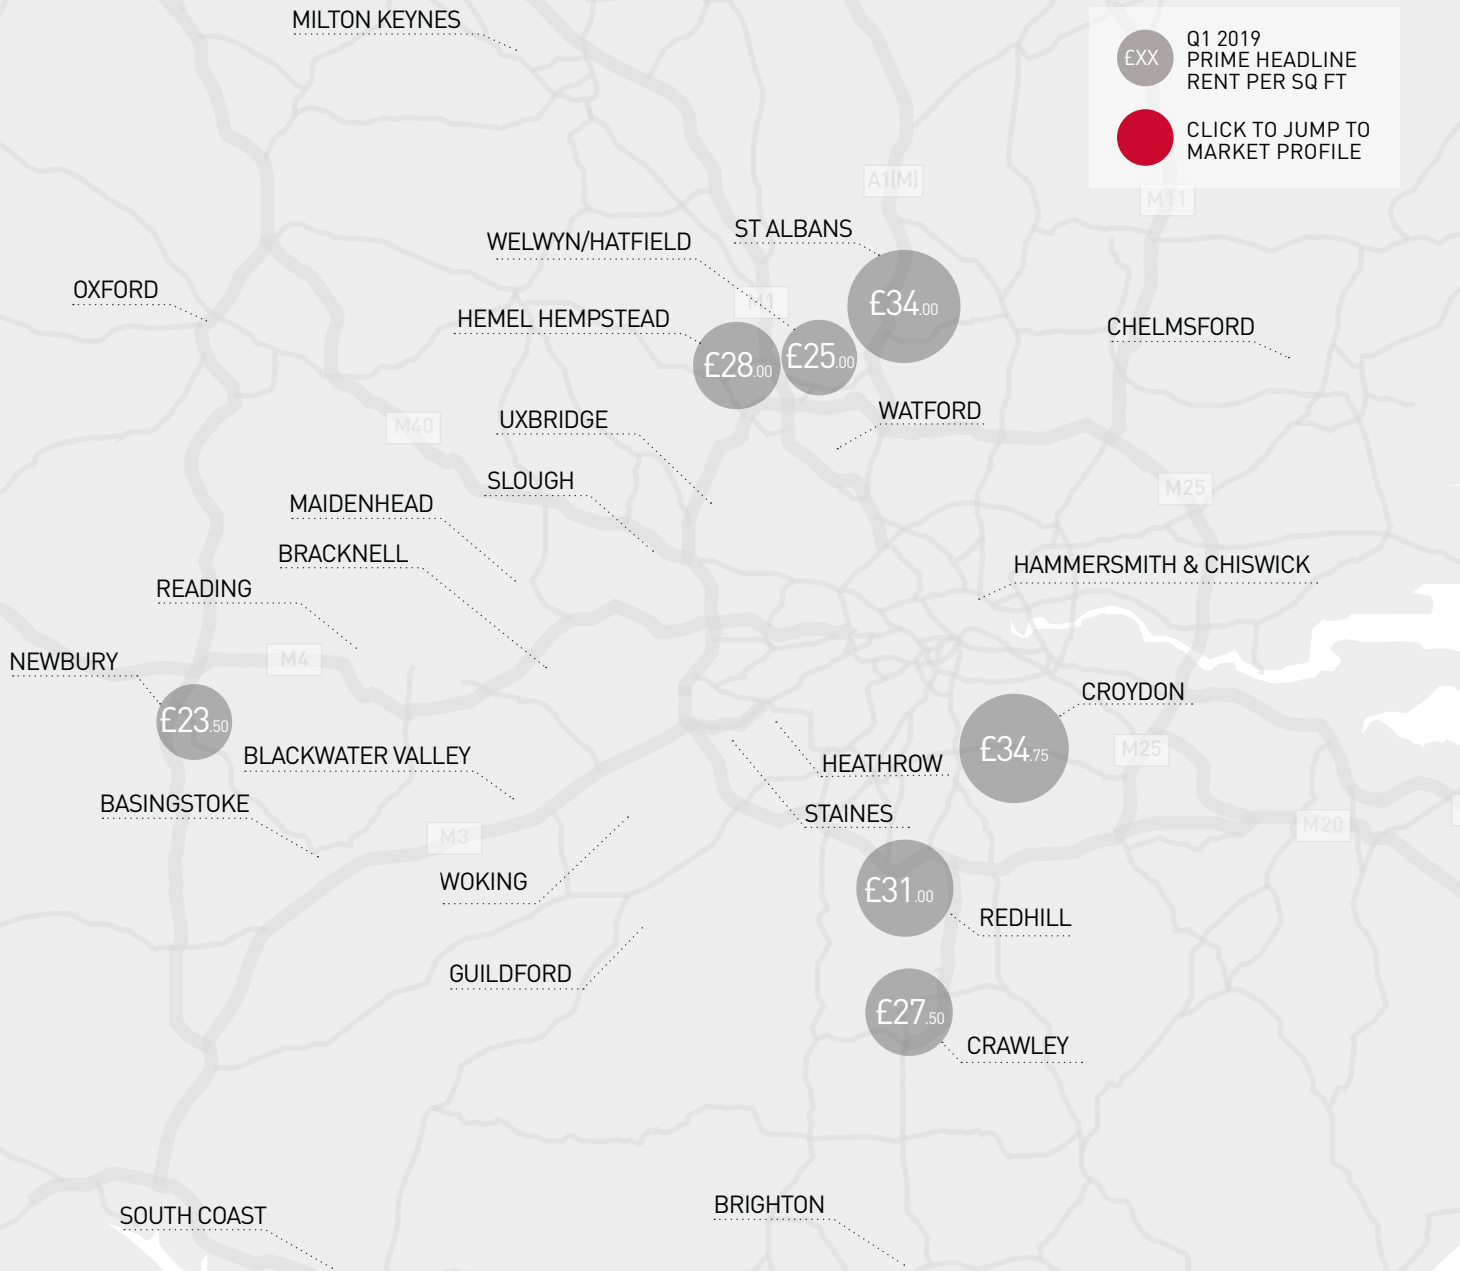 MILTON KEYNES
£XX
Q1 2019
PRIME HEADLINE
RENT PER SQ FT
CLICK TO JUMP TO
MARKET PROFILE
A1(M)
M11
ST ALBANS
WELWYN/HATFIELD
OXFORD
M1
£34.00
HEMEL HEMPSTEAD
CHELMSFORD
£28.00
£25.00
WATFORD
UXBRIDGE
M40
SLOUGH
M25
MAIDENHEAD
BRACKNELL
HAMMERSMITH & CHISWICK
READING
NEWBURY
M4
CROYDON
£23.50
£34.75
M25
BLACKWATER VALLEY
HEATHROW
BASINGSTOKE
STAINES
M20
M3
WOKING
£31.00
REDHILL
GUILDFORD
£27.50
CRAWLEY
BRIGHTON
SOUTH COAST